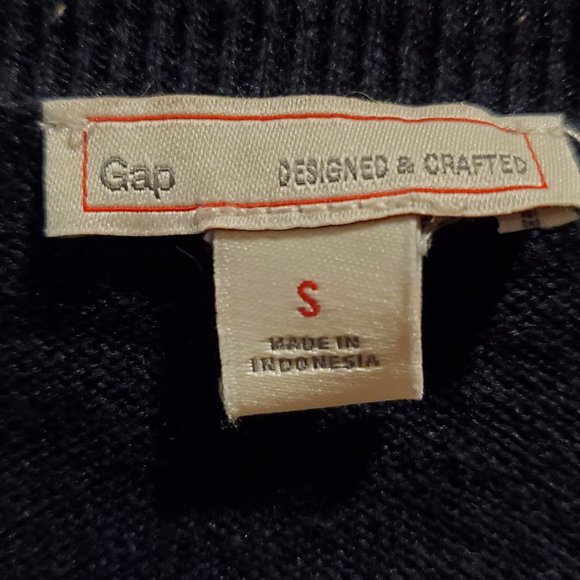 Gap DESIGNED & CRAFTED
S
MADE IN
INDONESIA